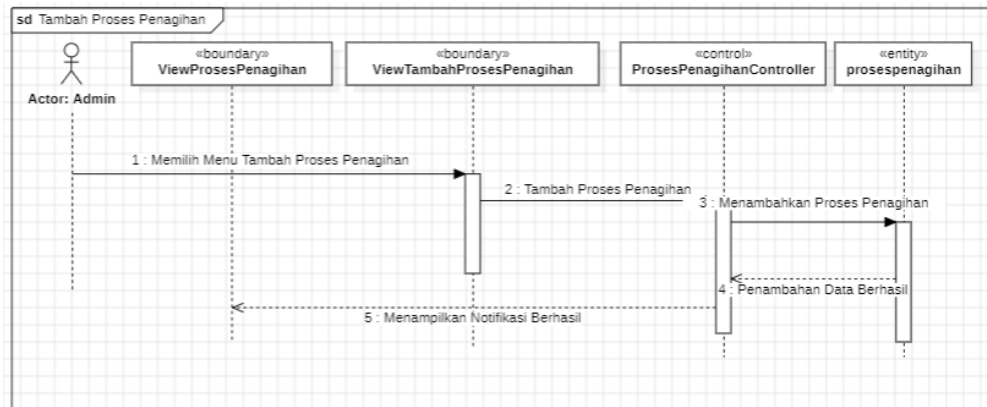 sd Tambah Proses Penagihan
«boundary»
ViewProsesPenagihan
«boundary»
ViewTambahProsesPenagihan
«control»
ProsesPenagihanController
«entity»
prosespenagihan
Actor: Admin
1 : Memilih Menu Tambah Proses Penagihan
2 : Tambah Proses Penagihan
3 : Menambahkan Proses Penagihan
4 : Penambahan Data Berhasil
5 : Menampilkan Notifikasi Berhasil